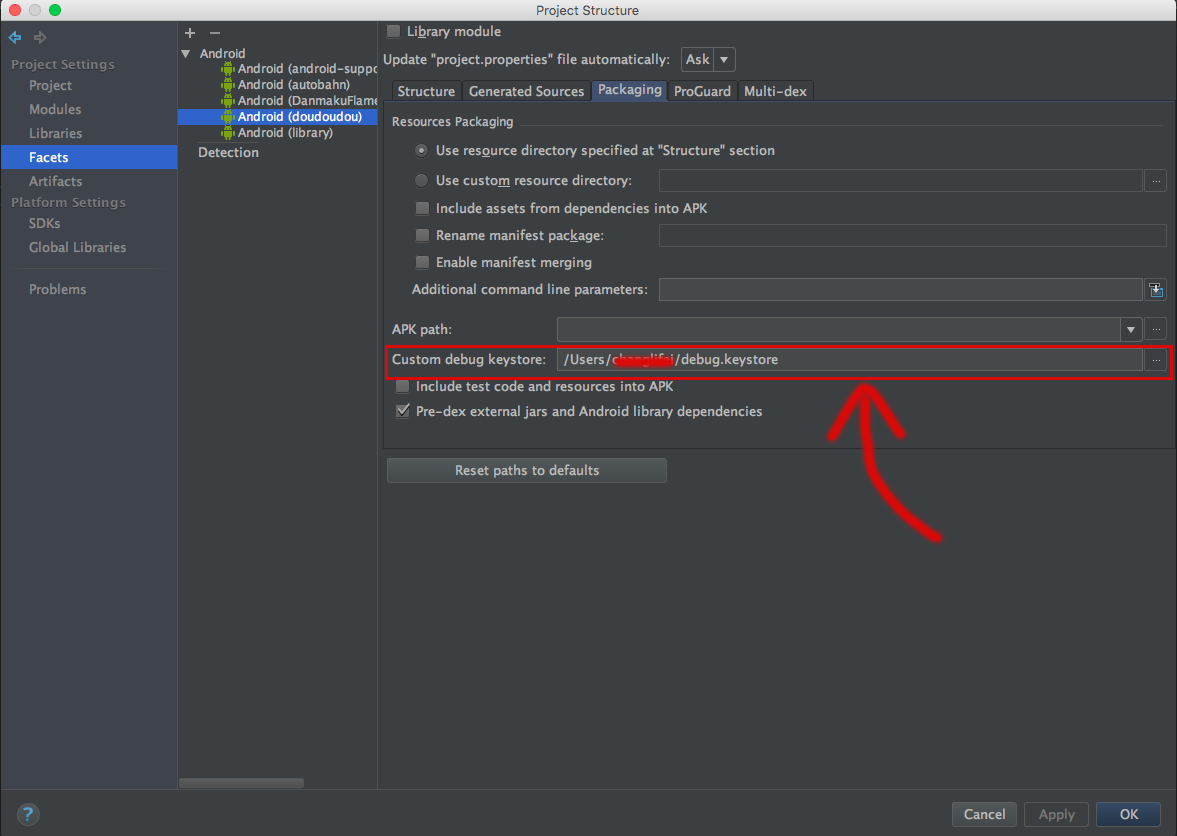 Project Structure
Project Settings
Project
Modules
Libraries
Facets
Artifacts
Platform Settings
SDKs
Global Libraries
Problems
Android
Android (android-suppo
Android (autobahn)
Android (DanmakuFlame
Android (doudoudou)
Android (library)
Detection
Library module
Update "project.properties" file automatically: Ask
Structure Generated Sources Packaging ProGuard Multi-dex
Resources Packaging
Use resource directory specified at "Structure" section
Use custom resource directory: ...
Include assets from dependencies into APK
Rename manifest package:
Enable manifest merging
Additional command line parameters:
APK path: ...
Custom debug keystore: /Users/ /debug.keystore ...
Include test code and resources into APK
Pre-dex external jars and Android library dependencies
Reset paths to defaults
? Cancel Apply OK